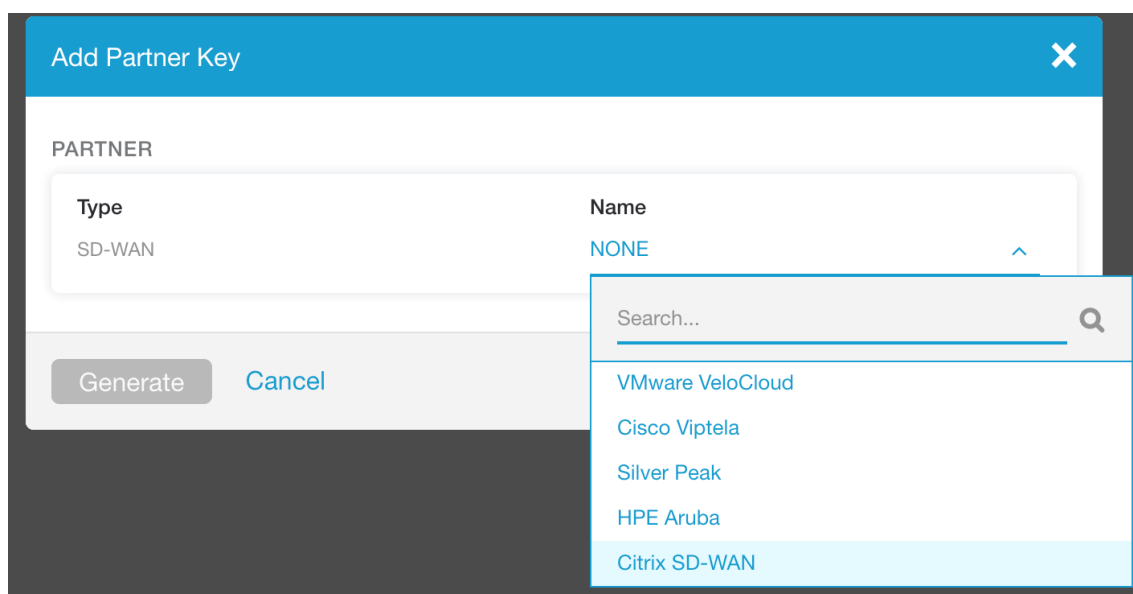 Add Partner Key
PARTNER
Type
Name
SD-WAN
NONE
Search...
Generate
Cancel
VMware VeloCloud
Cisco Viptela
Silver Peak
HPE Aruba
Citrix SD-WAN